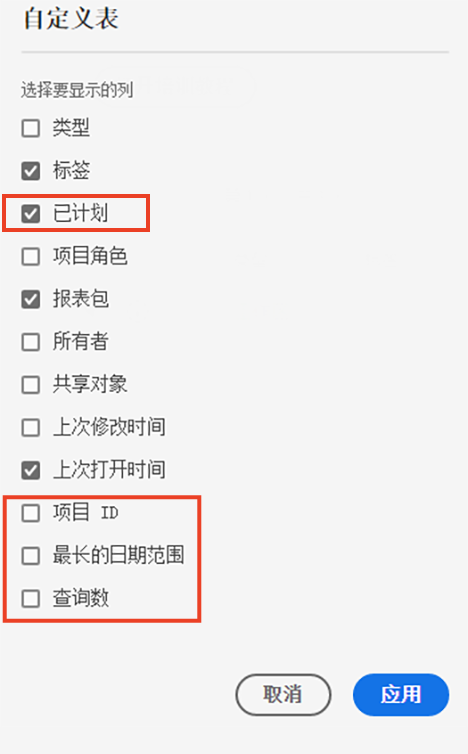 自定义表
选择要显示的列
类型
标签
已计划
项目角色
报表包
所有者
共享对象
上次修改时间
上次打开时间
项目 ID
最长的日期范围
查询数
取消
应用